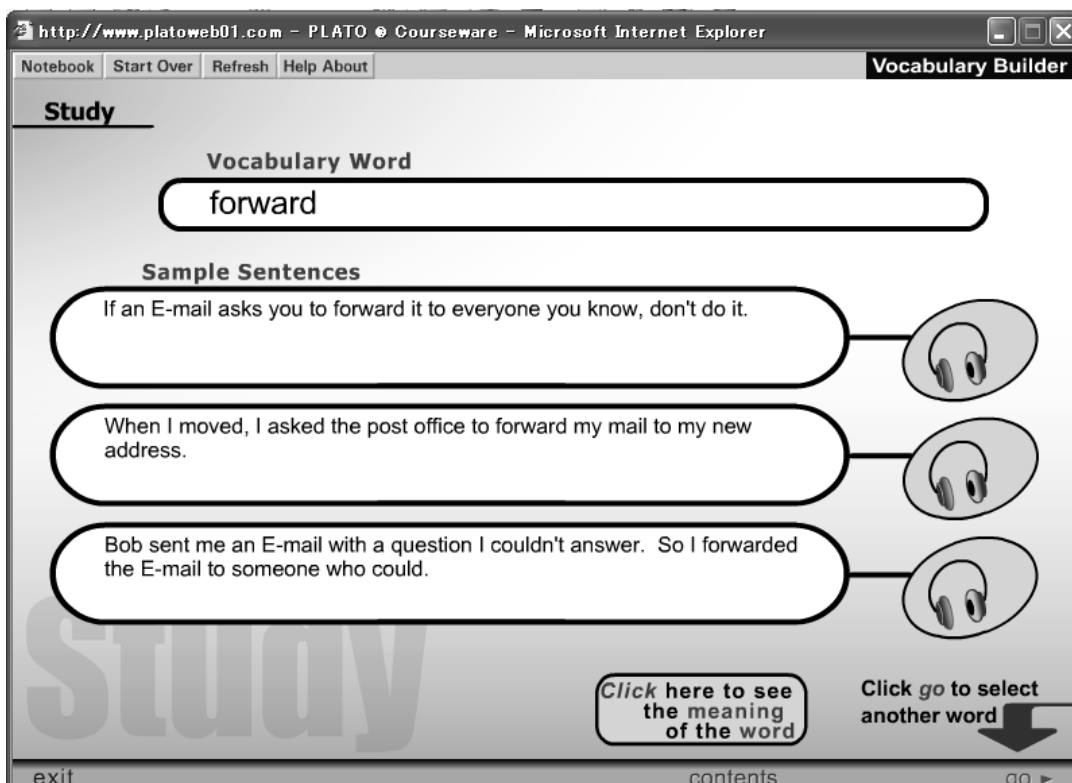 http://www.platoweb01.com - PLATO ® Courseware - Microsoft Internet Explorer
Notebook Start Over Refresh Help About Vocabulary Builder
Study
Vocabulary Word
forward
Sample Sentences
If an E-mail asks you to forward it to everyone you know, don't do it.
When I moved, I asked the post office to forward my mail to my new
address.
Bob sent me an E-mail with a question I couldn't answer.  So I forwarded
the E-mail to someone who could.
Study
Click here to see
the meaning
of the word
Click go to select
another word
exit contents go ►